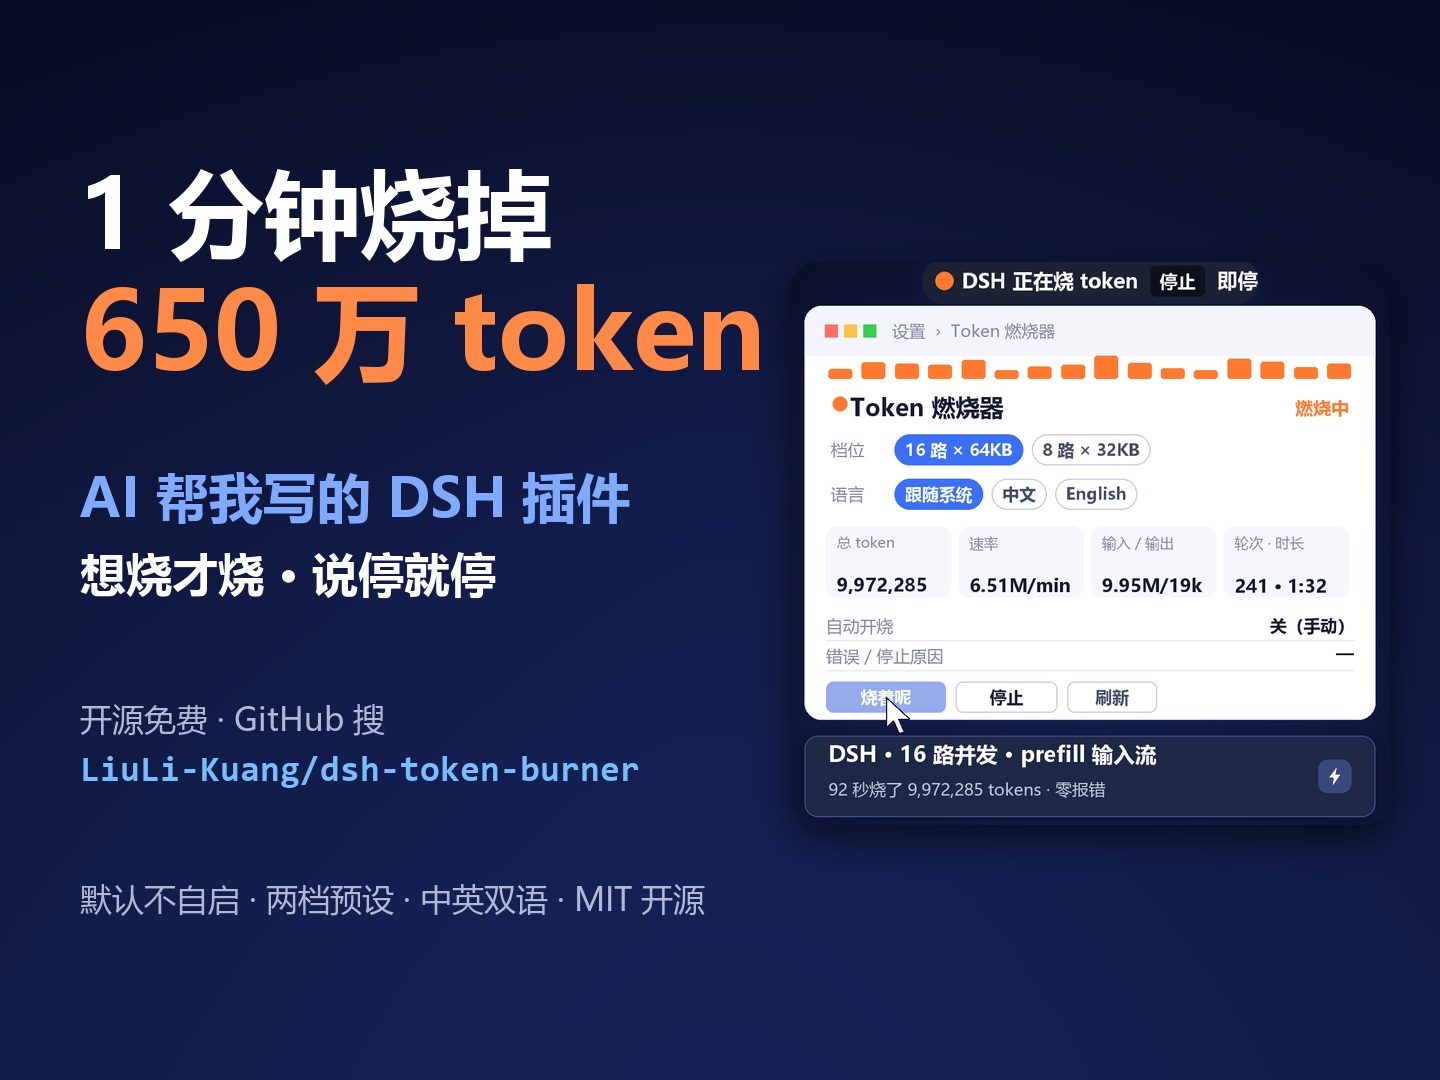 1 分钟烧掉
650 万 token
AI 帮我写的 DSH 插件
想烧才烧 • 说停就停
开源免费 · GitHub 搜
LiuLi-Kuang/dsh-token-burner
默认不自启 · 两档预设 · 中英双语 · MIT 开源
DSH 正在烧 token 停止 即停
设置 › Token 燃烧器
Token 燃烧器 燃烧中
档位 16 路 × 64KB 8 路 × 32KB
语言 跟随系统 中文 English
总 token 速率 输入 / 输出 轮次 · 时长
9,972,285 6.51M/min 9.95M/19k 241 • 1:32
自动开烧 关（手动）
错误 / 停止原因 —
烧着呢 停止 刷新
DSH • 16 路并发 • prefill 输入流
92 秒烧了 9,972,285 tokens · 零报错